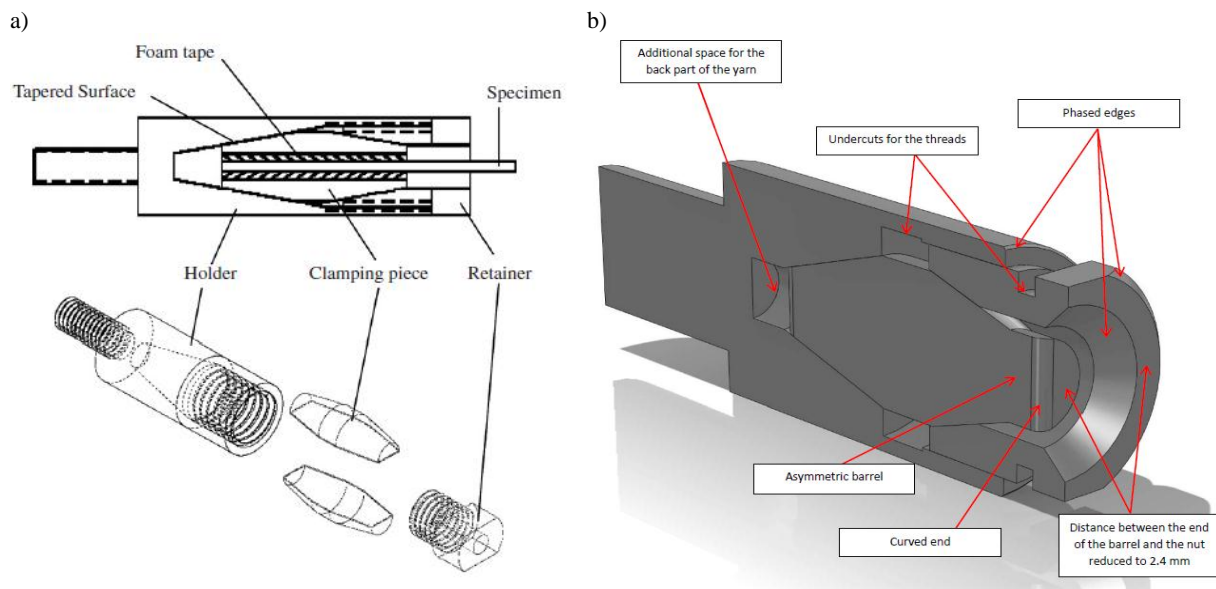 a)
Foam tape
Tapered Surface
Specimen
Holder
Clamping piece
Retainer
b)
Additional space for the
back part of the yarn
Undercuts for the threads
Phased edges
Asymmetric barrel
Curved end
Distance between the end
of the barrel and the nut
reduced to 2.4 mm